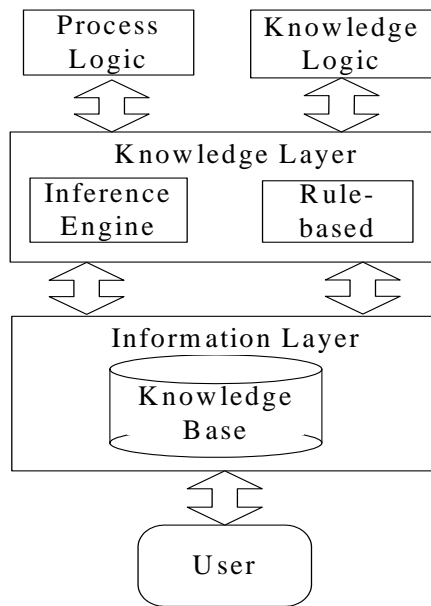 Process
Logic
Knowledge
Logic
Knowledge Layer
Inference
Engine
Rule-
based
Information Layer
Knowledge
Base
User